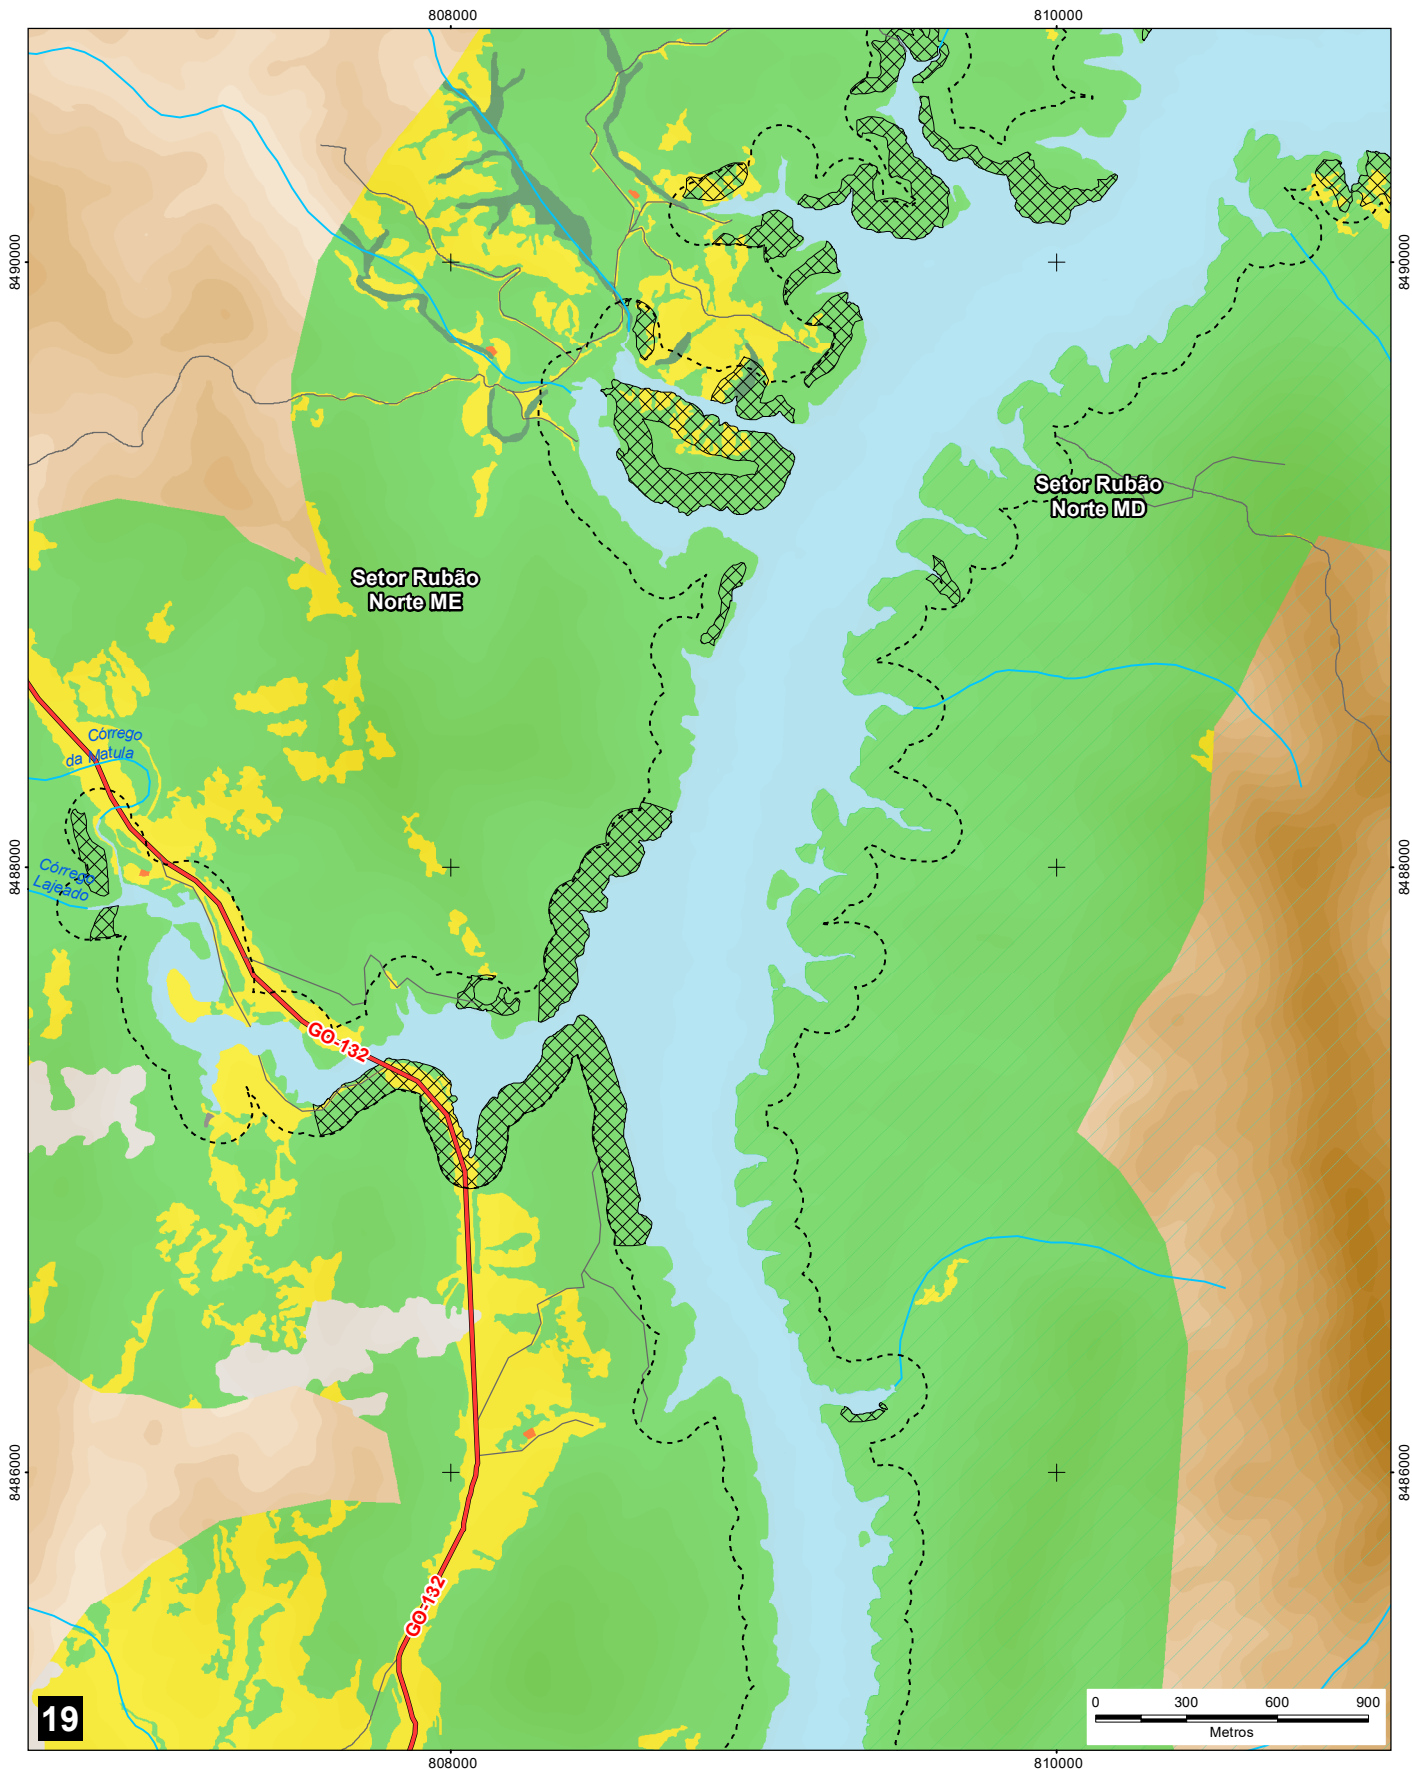 808000
810000
8490000
8490000
Setor Rubão
Norte MD
Setor Rubão
Norte ME
Córrego
da Matula
8488000
8488000
Córrego
Lajeado
GO-132
8486000
8486000
GO-132
19
0 300 600 900
Metros
808000
810000